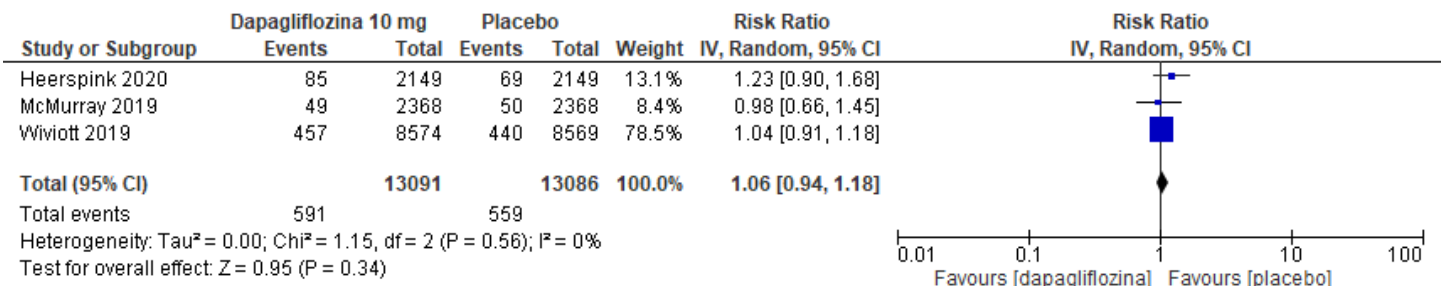 Dapagliflozina 10 mg Placebo Risk Ratio Risk Ratio
Study or Subgroup Events Total Events Total Weight IV, Random, 95% CI IV, Random, 95% CI
Heerspink 2020 85 2149 69 2149 13.1% 1.23 [0.90, 1.68]
McMurray 2019 49 2368 50 2368 8.4% 0.98 [0.66, 1.45]
Wiviott 2019 457 8574 440 8569 78.5% 1.04 [0.91, 1.18]
Total (95% CI) 13091 13086 100.0% 1.06 [0.94, 1.18]
Total events 591 559
Heterogeneity: Tau² = 0.00; Chi² = 1.15, df = 2 (P = 0.56); I² = 0%
Test for overall effect: Z = 0.95 (P = 0.34)
0.01 0.1 1 10 100
Favours [dapagliflozina] Favours [placebo]